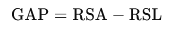 GAP = RSA − RSL